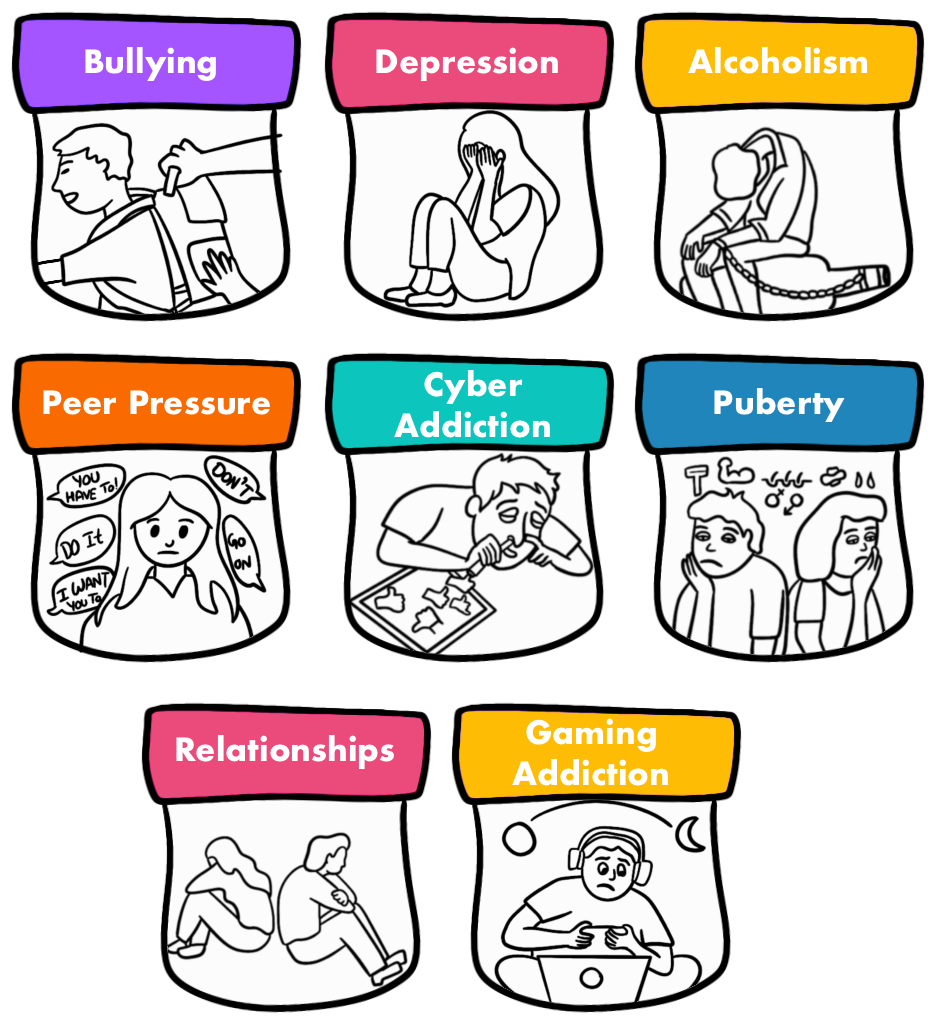 Bullying
Depression
Alcoholism
Peer Pressure
YOU
HAVE TO!
DO It
I WANT
YOU TO
DON'T
GO
ON
Cyber
Addiction
Puberty
Relationships
Gaming
Addiction